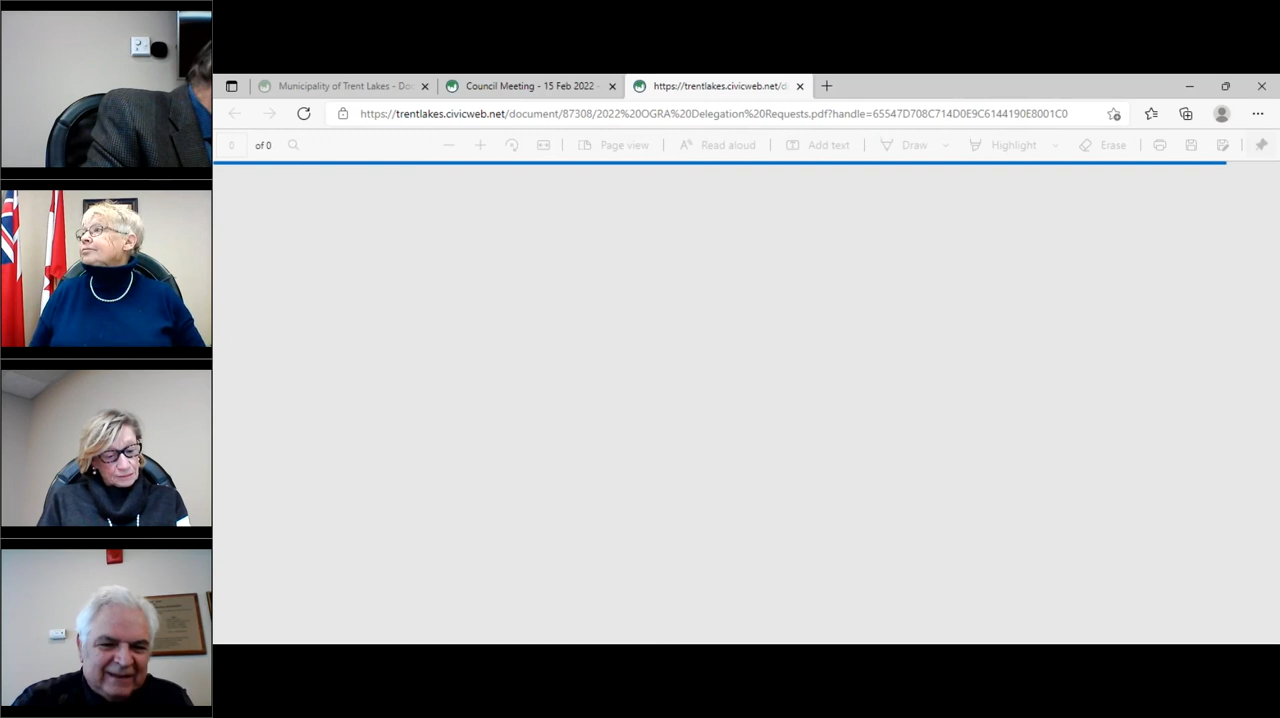 Municipality of Trent Lakes - Doc
Council Meeting - 15 Feb 2022 -
https://trentlakes.civicweb.net/d
https://trentlakes.civicweb.net/document/87308/2022%20OGRA%20Delegation%20Requests.pdf?handle=65547D708C714D0E9C6144190E8001C0
0 of 0 Page view Read aloud Add text Draw Highlight Erase